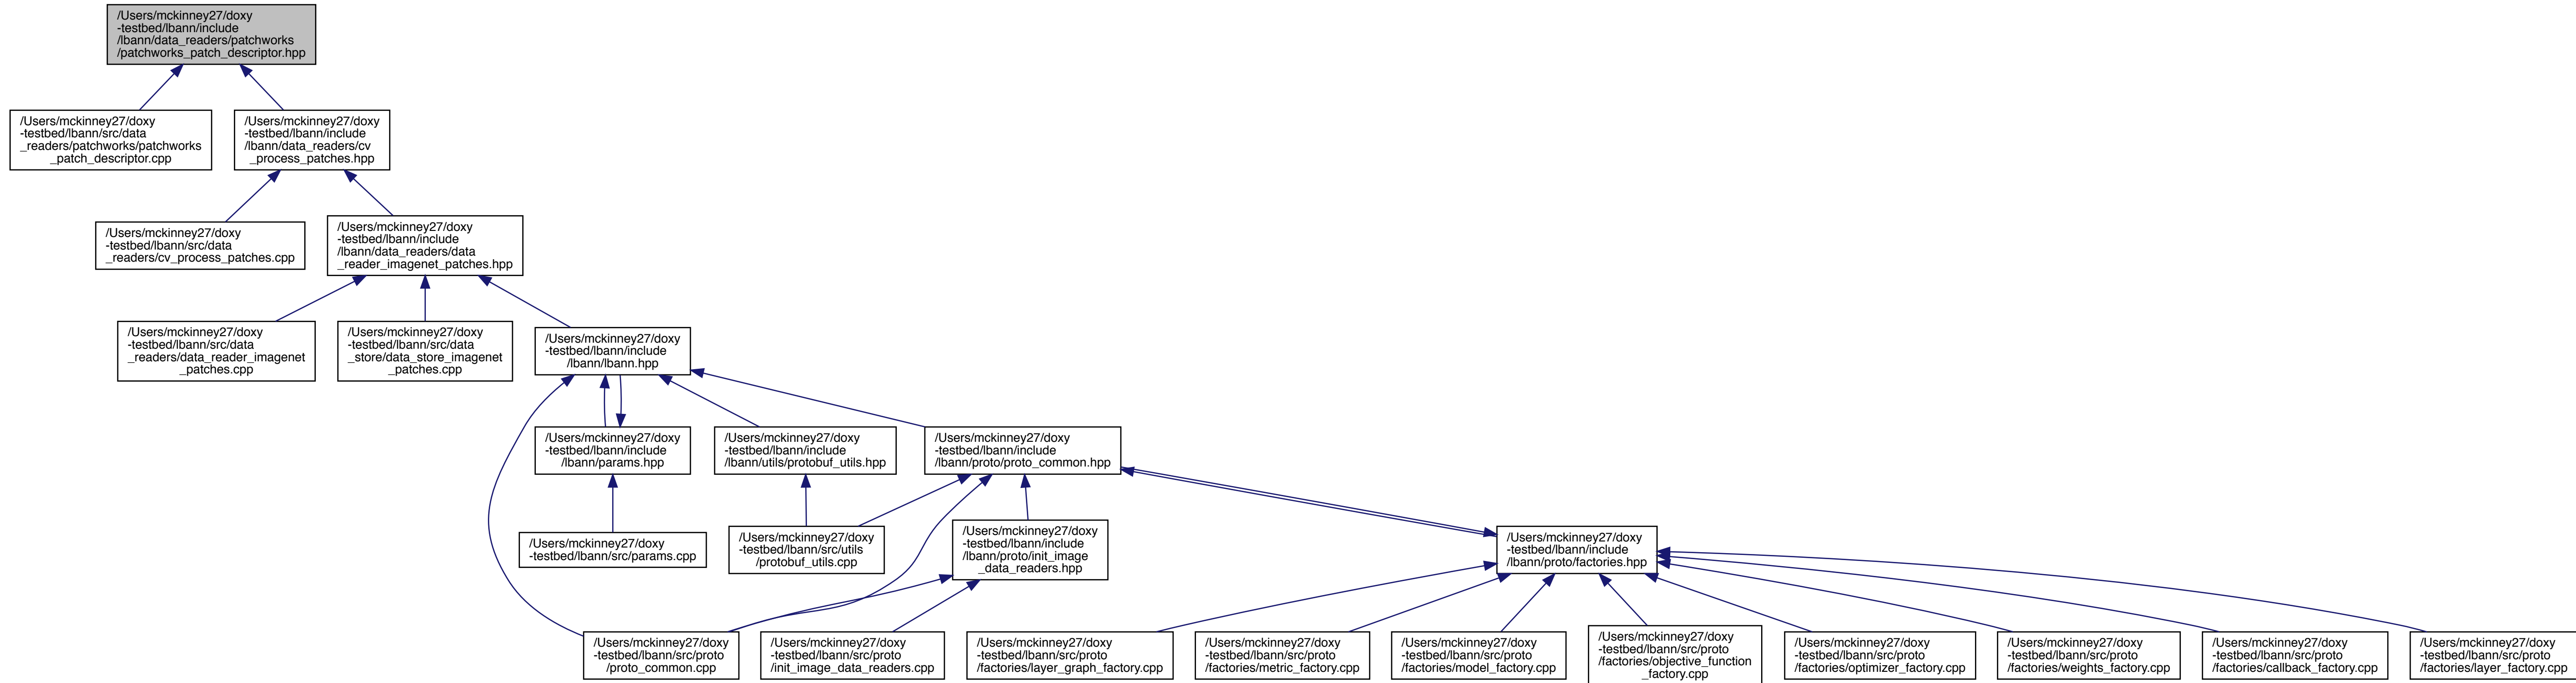 /Users/mckinney27/doxy
-testbed/lbann/include
/lbann/data_readers/patchworks
/patchworks_patch_descriptor.hpp
/Users/mckinney27/doxy
-testbed/lbann/src/data
_readers/patchworks/patchworks
_patch_descriptor.cpp
/Users/mckinney27/doxy
-testbed/lbann/include
/lbann/data_readers/cv
_process_patches.hpp
/Users/mckinney27/doxy
-testbed/lbann/src/data
_readers/cv_process_patches.cpp
/Users/mckinney27/doxy
-testbed/lbann/include
/lbann/data_readers/data
_reader_imagenet_patches.hpp
/Users/mckinney27/doxy
-testbed/lbann/src/data
_readers/data_reader_imagenet
_patches.cpp
/Users/mckinney27/doxy
-testbed/lbann/src/data
_store/data_store_imagenet
_patches.cpp
/Users/mckinney27/doxy
-testbed/lbann/include
/lbann/lbann.hpp
/Users/mckinney27/doxy
-testbed/lbann/include
/lbann/params.hpp
/Users/mckinney27/doxy
-testbed/lbann/include
/lbann/utils/protobuf_utils.hpp
/Users/mckinney27/doxy
-testbed/lbann/include
/lbann/proto/proto_common.hpp
/Users/mckinney27/doxy
-testbed/lbann/src/params.cpp
/Users/mckinney27/doxy
-testbed/lbann/src/utils
/protobuf_utils.cpp
/Users/mckinney27/doxy
-testbed/lbann/include
/lbann/proto/init_image
_data_readers.hpp
/Users/mckinney27/doxy
-testbed/lbann/include
/lbann/proto/factories.hpp
/Users/mckinney27/doxy
-testbed/lbann/src/proto
/proto_common.cpp
/Users/mckinney27/doxy
-testbed/lbann/src/proto
/init_image_data_readers.cpp
/Users/mckinney27/doxy
-testbed/lbann/src/proto
/factories/layer_graph_factory.cpp
/Users/mckinney27/doxy
-testbed/lbann/src/proto
/factories/metric_factory.cpp
/Users/mckinney27/doxy
-testbed/lbann/src/proto
/factories/model_factory.cpp
/Users/mckinney27/doxy
-testbed/lbann/src/proto
/factories/objective_function
_factory.cpp
/Users/mckinney27/doxy
-testbed/lbann/src/proto
/factories/optimizer_factory.cpp
/Users/mckinney27/doxy
-testbed/lbann/src/proto
/factories/weights_factory.cpp
/Users/mckinney27/doxy
-testbed/lbann/src/proto
/factories/callback_factory.cpp
/Users/mckinney27/doxy
-testbed/lbann/src/proto
/factories/layer_factory.cpp